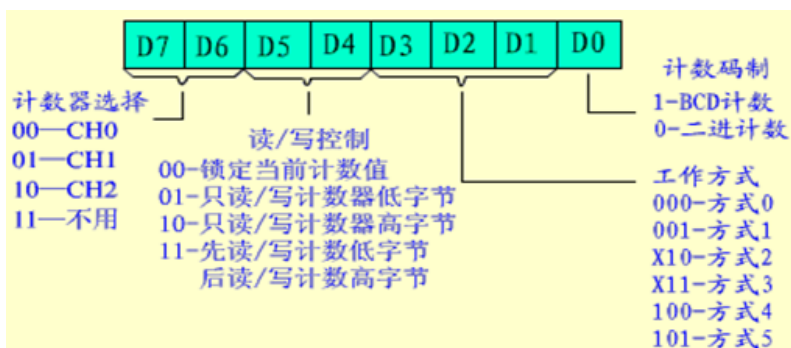 D7 D6 D5 D4 D3 D2 D1 D0
计数器选择
00—CH0
01—CH1
10—CH2
11—不用
读/写控制
00-锁定当前计数值
01-只读/写计数器低字节
10-只读/写计数器高字节
11-先读/写计数低字节
后读/写计数高字节
计数码制
1-BCD计数
0-二进计数
工作方式
000-方式0
001-方式1
X10-方式2
X11-方式3
100-方式4
101-方式5